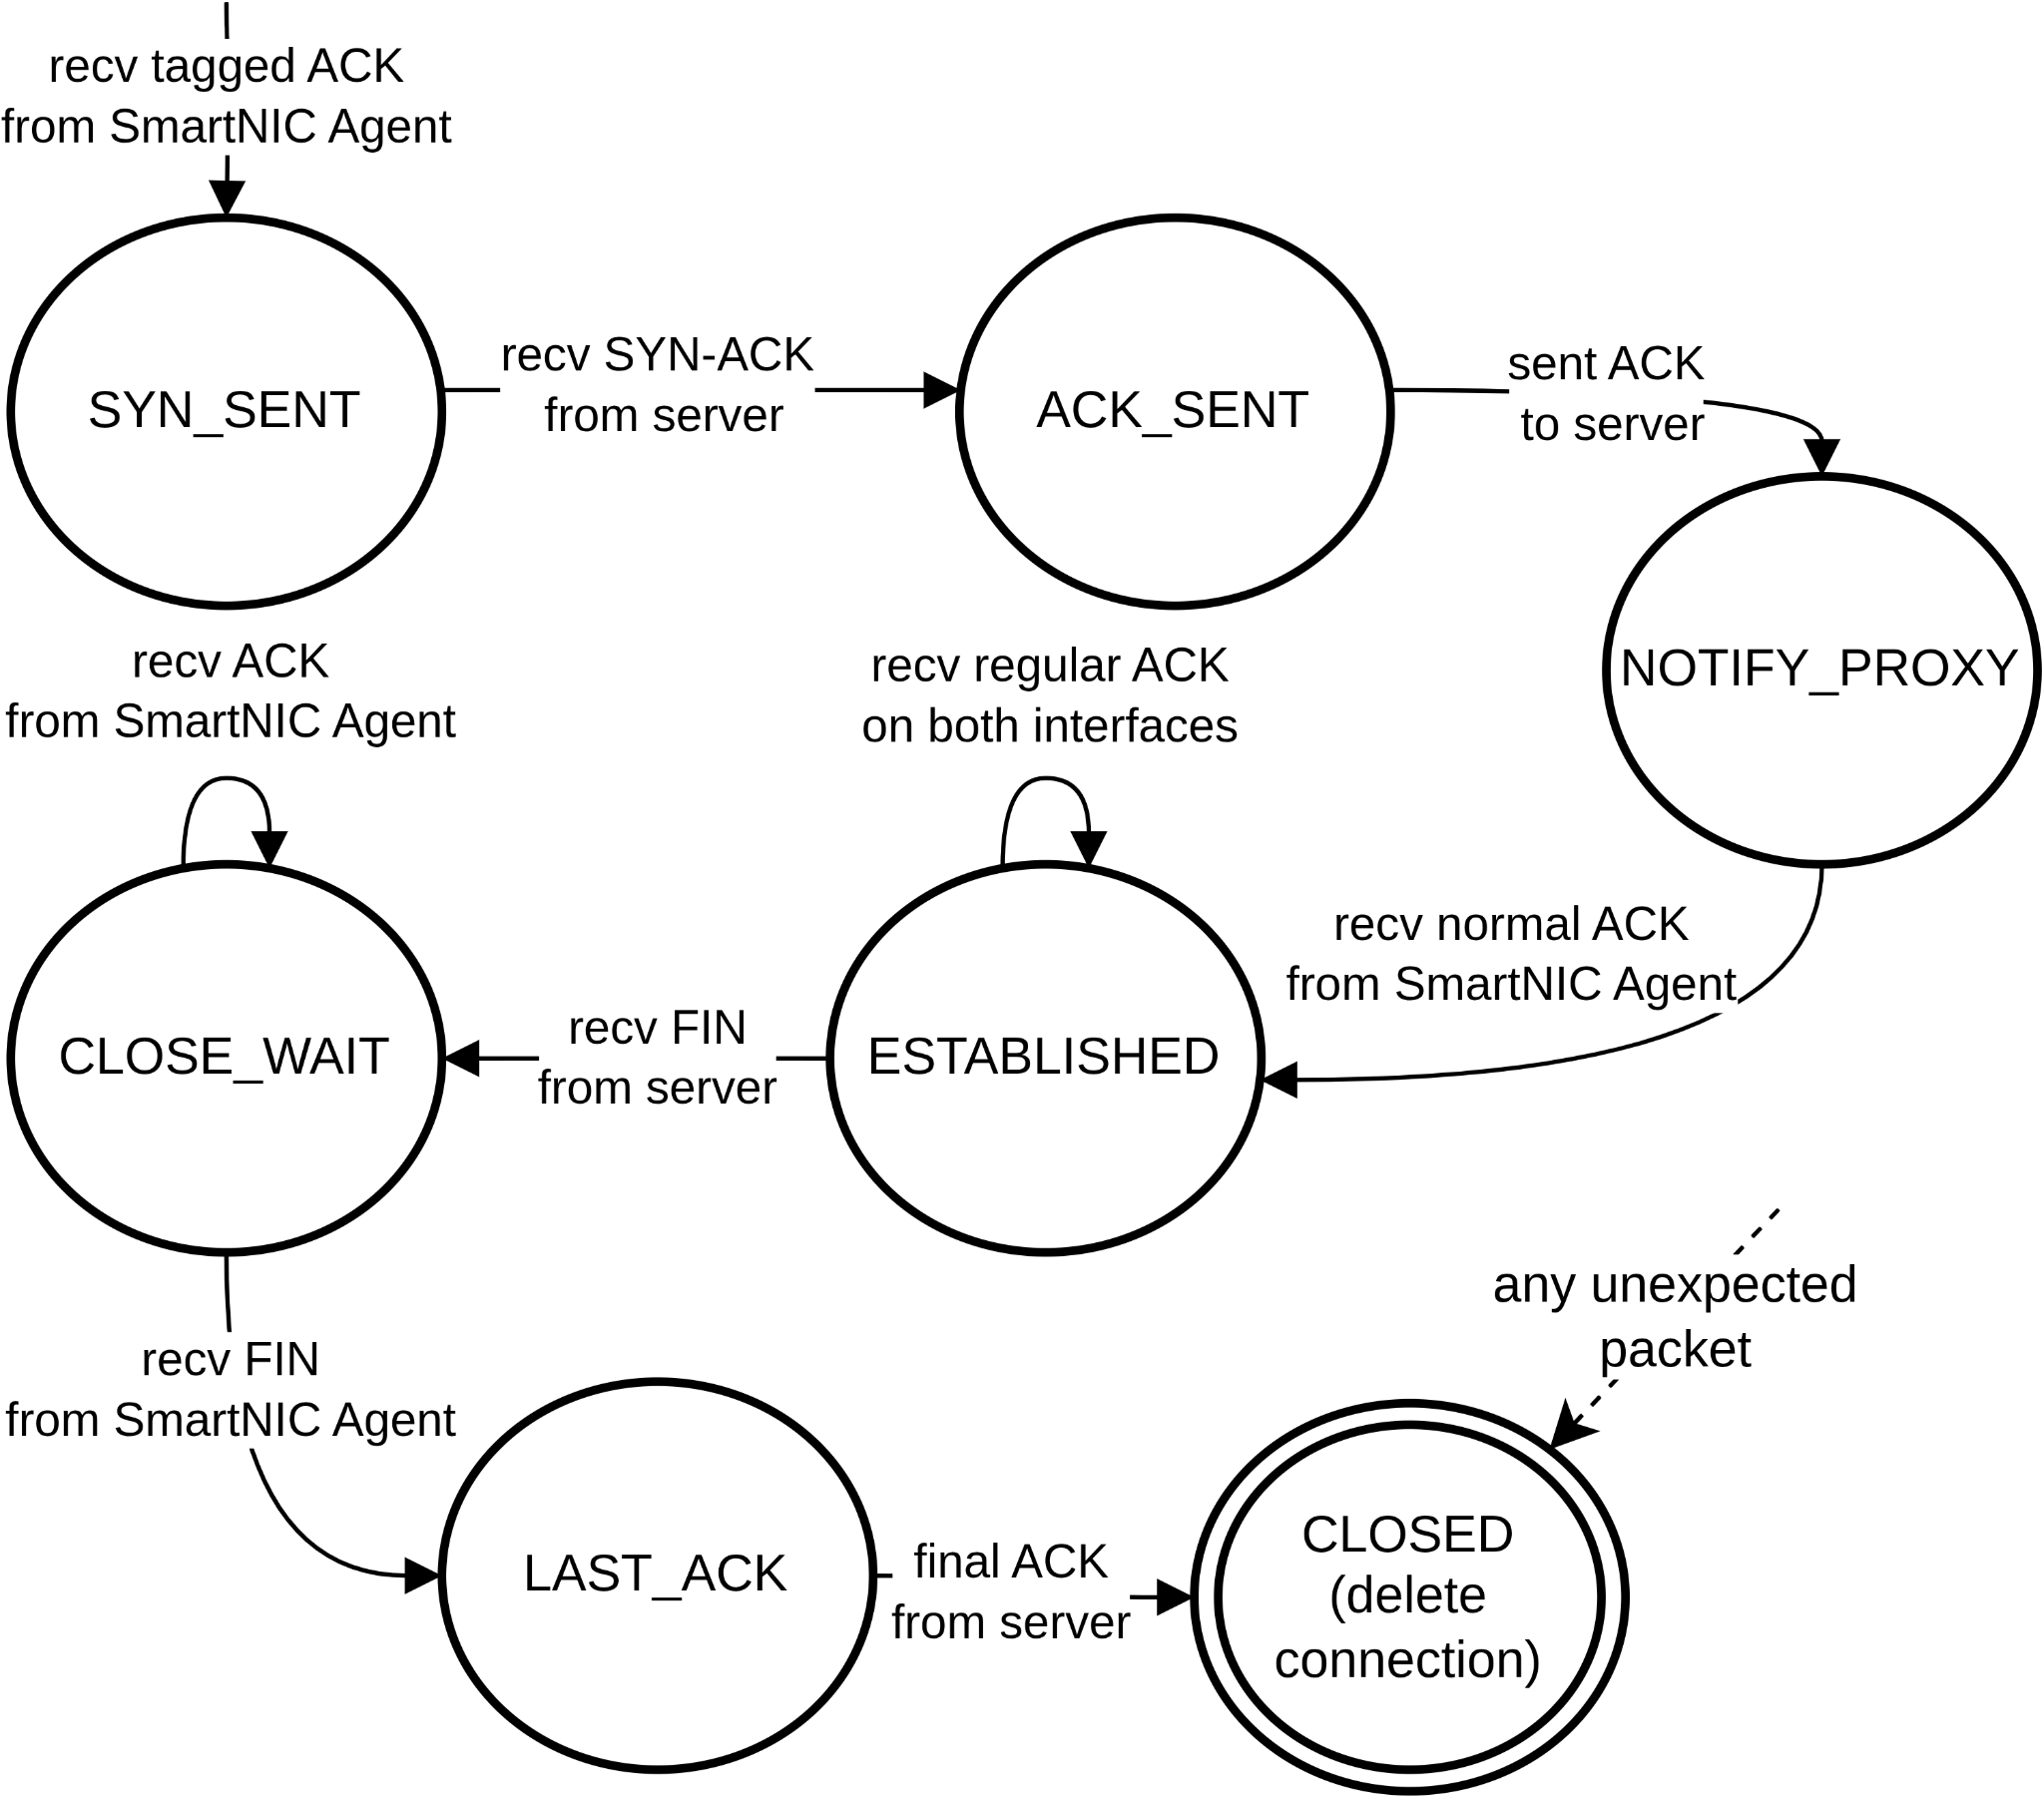 recv tagged ACK
from SmartNIC Agent
SYN_SENT
recv SYN-ACK
from server
ACK_SENT
sent ACK
to server
NOTIFY_PROXY
recv ACK
from SmartNIC Agent
recv regular ACK
on both interfaces
recv normal ACK
from SmartNIC Agent
CLOSE_WAIT
recv FIN
from server
ESTABLISHED
any unexpected
packet
recv FIN
from SmartNIC Agent
LAST_ACK
final ACK
from server
CLOSED
(delete
connection)